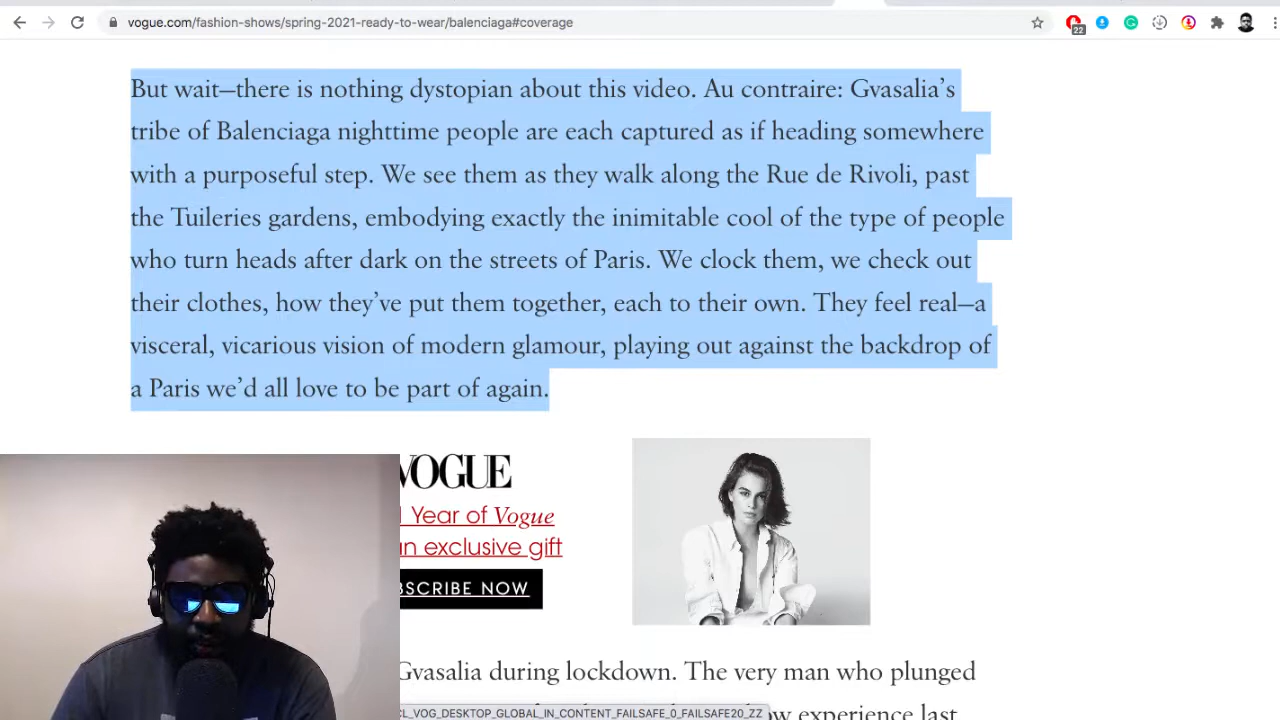 vogue.com/fashion-shows/spring-2021-ready-to-wear/balenciaga#coverage
22
But wait—there is nothing dystopian about this video. Au contraire: Gvasalia's
tribe of Balenciaga nighttime people are each captured as if heading somewhere
with a purposeful step. We see them as they walk along the Rue de Rivoli, past
the Tuileries gardens, embodying exactly the inimitable cool of the type of people
who turn heads after dark on the streets of Paris. We clock them, we check out
their clothes, how they've put them together, each to their own. They feel real—a
visceral, vicarious vision of modern glamour, playing out against the backdrop of
a Paris we'd all love to be part of again.
VOGUE
1 Year of Vogue
an exclusive gift
BSCRIBE NOW
Gvasalia during lockdown. The very man who plunged
CL_VOG_DESKTOP_GLOBAL_IN_CONTENT_FAILSAFE_0_FAILSAFE20_ZZ
ow experience last